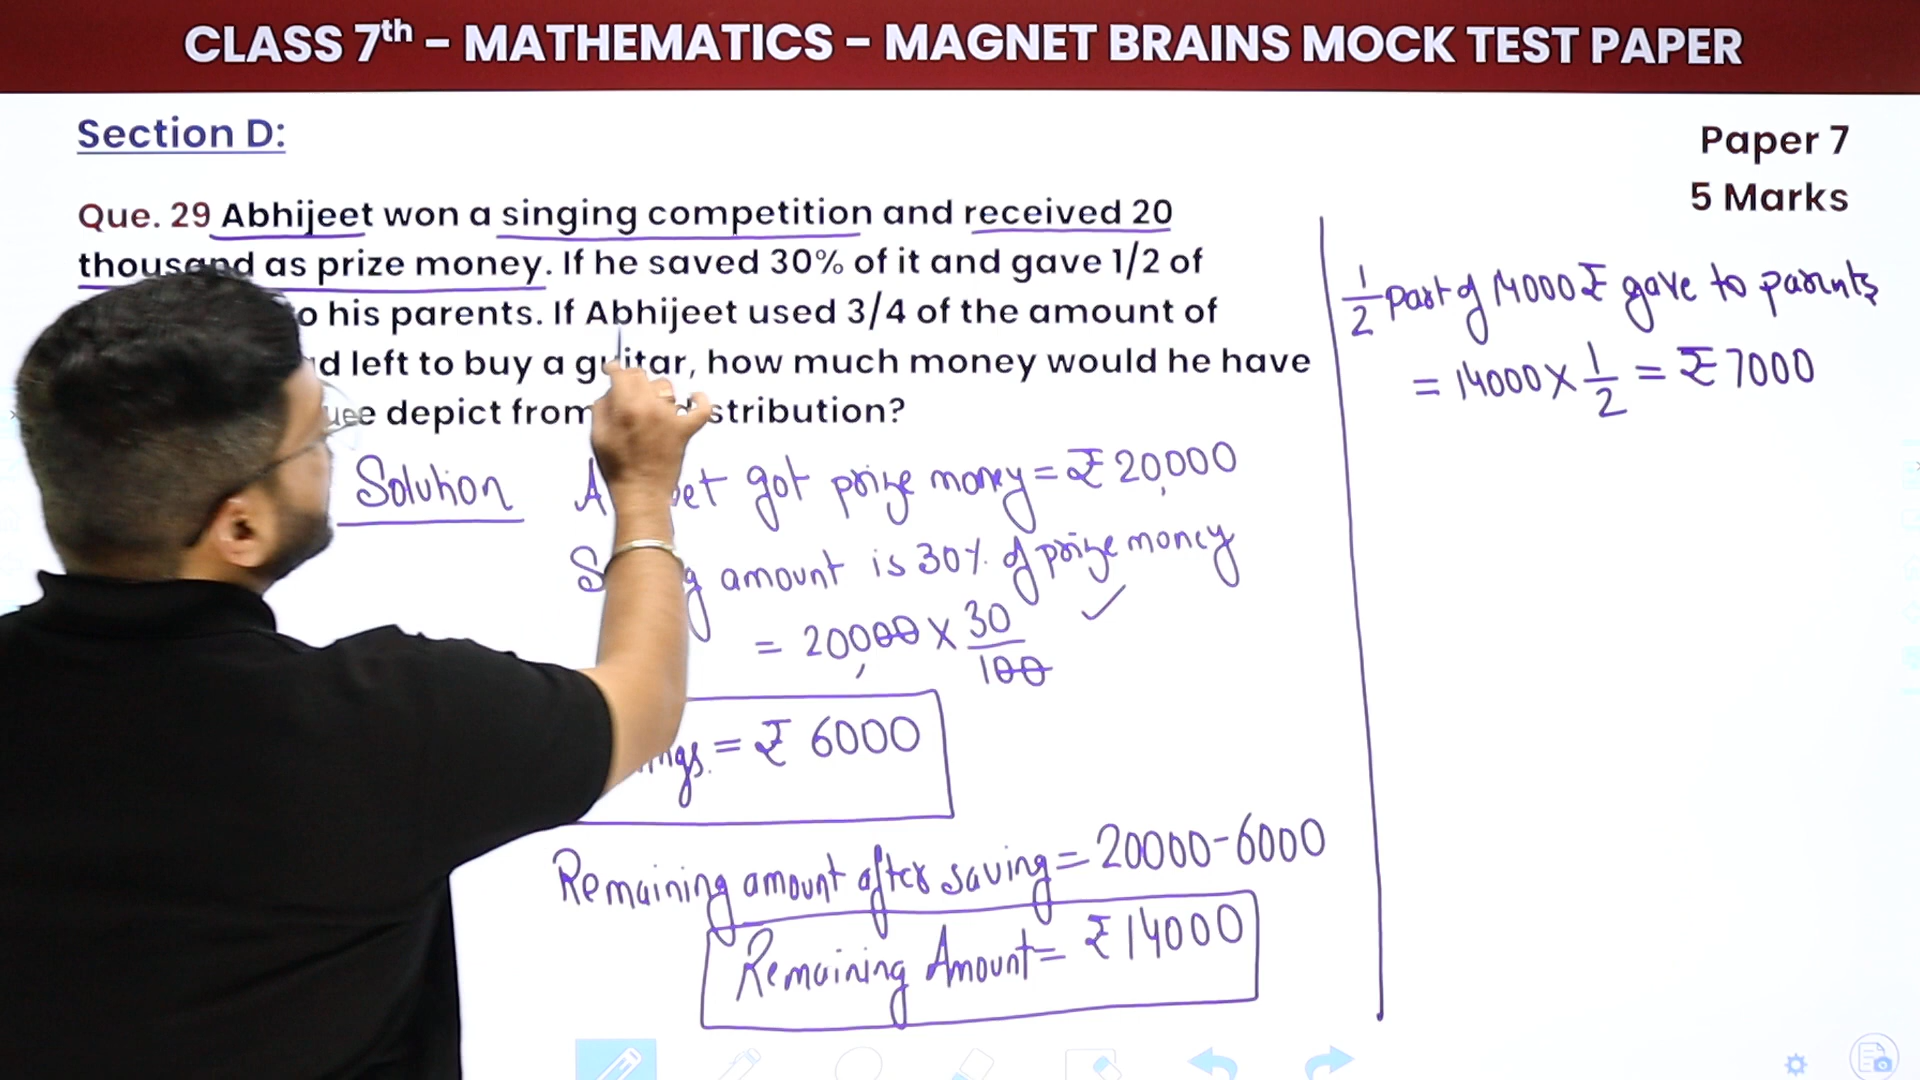 CLASS 7th – MATHEMATICS – MAGNET BRAINS MOCK TEST PAPER
Section D:
Paper 7
5 Marks
Que. 29 Abhijeet won a singing competition and received 20
thousand as prize money. If he saved 30% of it and gave 1/2 of
his parents. If Abhijeet used 3/4 of the amount of
left to buy a guitar, how much money would he have
depict from
Solution
got prize money = ₹ 20,000
amount is 30% of prize money
= 20,000 × 30/100
= ₹ 6000
Remaining amount after saving = 20000 - 6000
Remaining Amount = ₹ 14000
1/2 Part of 14000 ₹ gave to parents
= 14000 × 1/2 = ₹ 7000